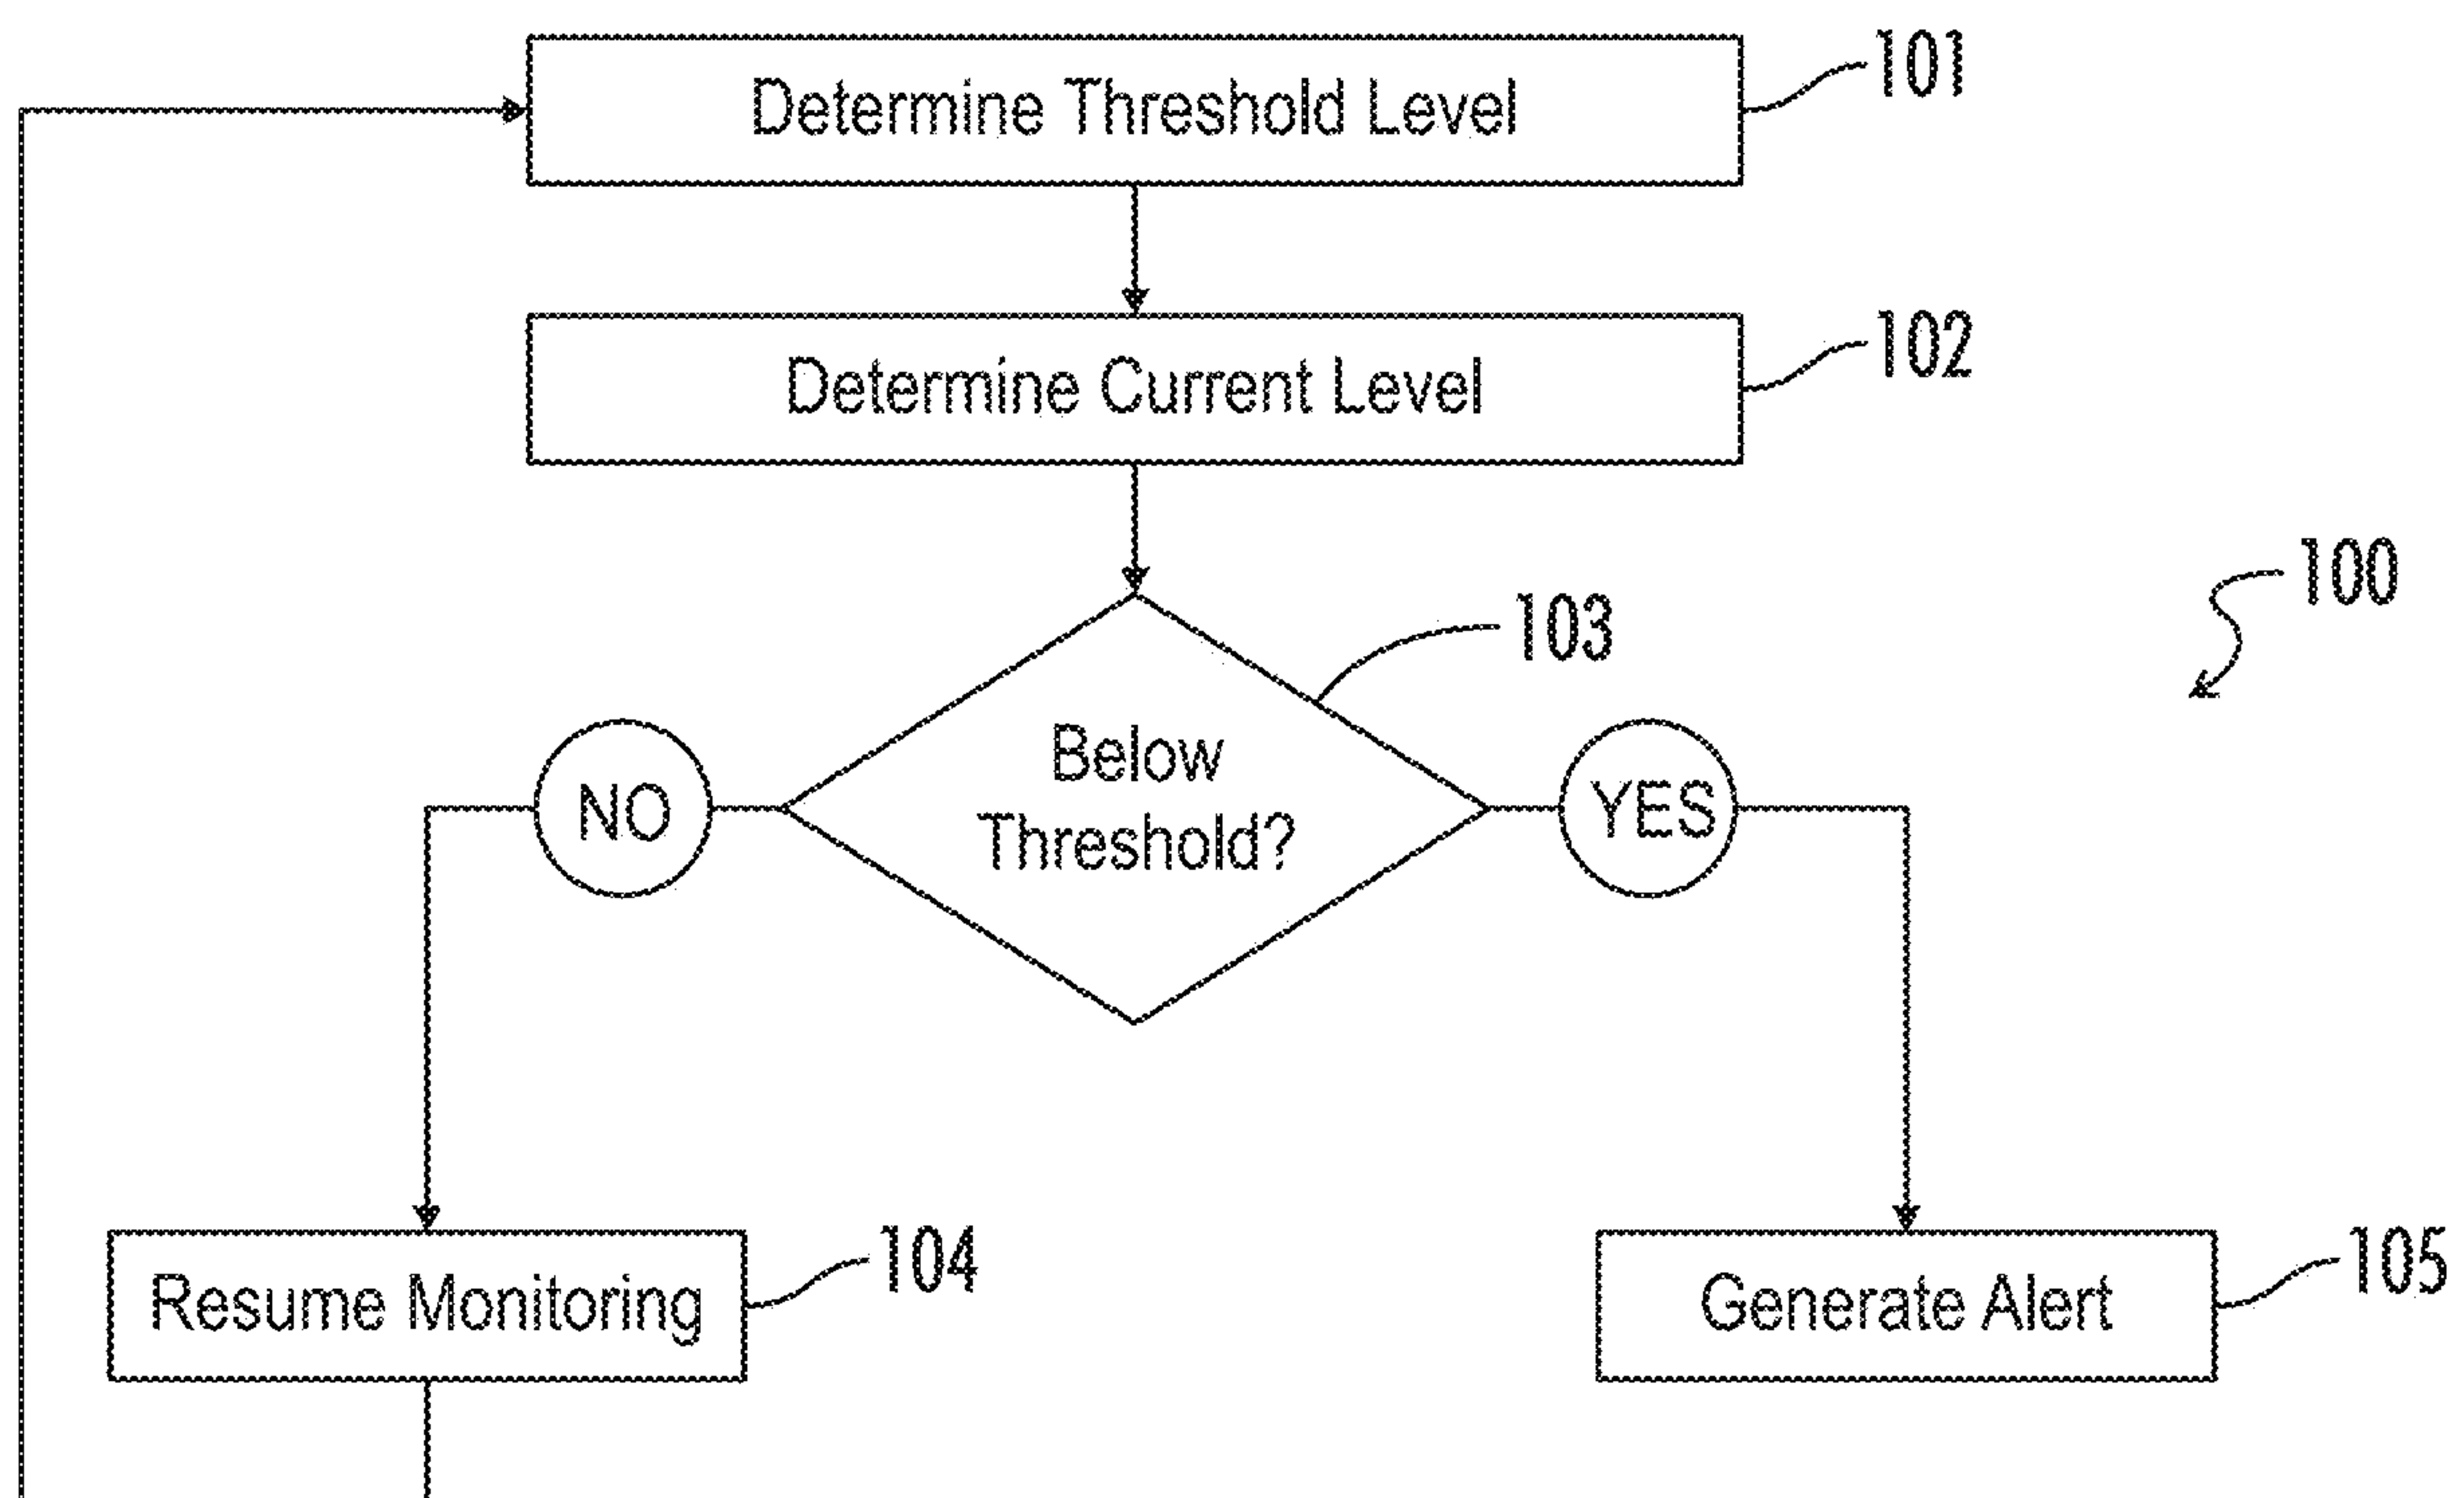 Determine Threshold Level
101
Determine Current Level
102
100
103
Below
Threshold?
NO
YES
Resume Monitoring
104
Generate Alert
105